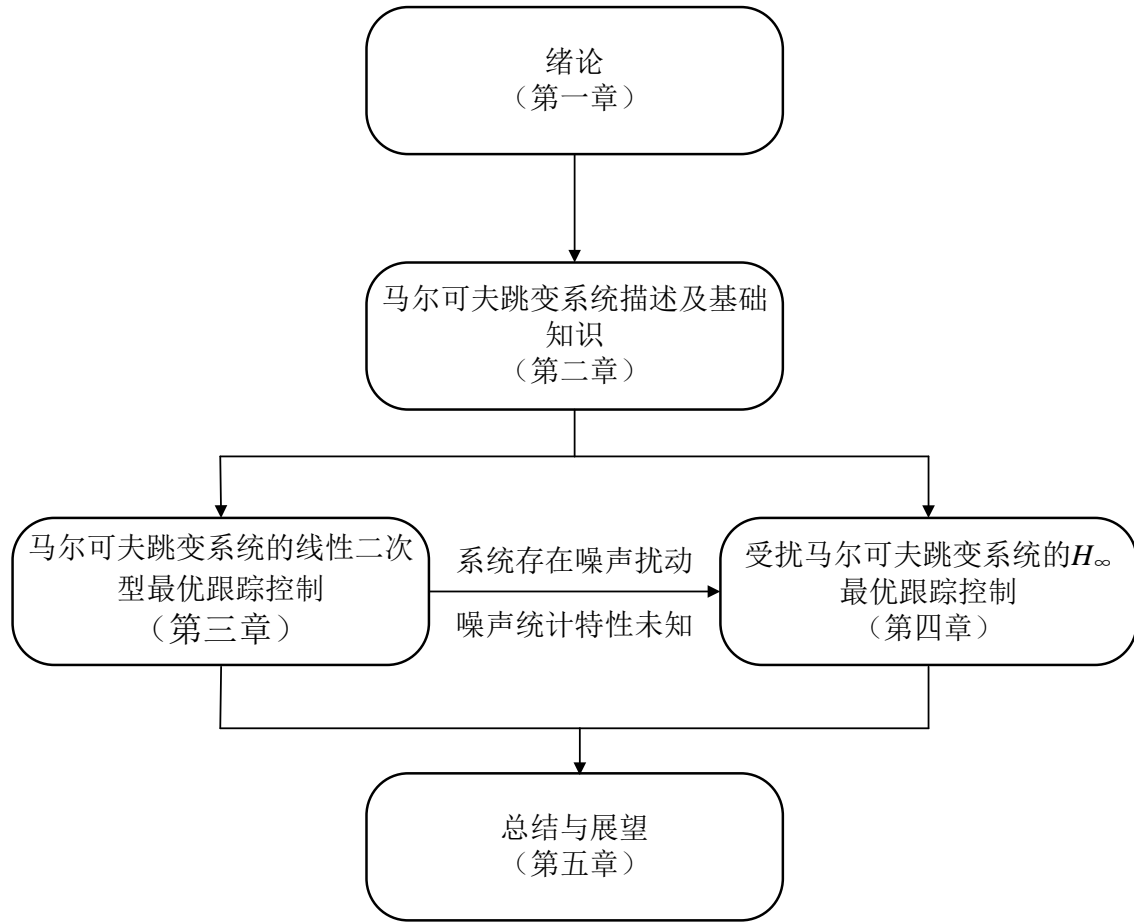 绪论
（第一章）
马尔可夫跳变系统描述及基础
知识
（第二章）
马尔可夫跳变系统的线性二次
型最优跟踪控制
（第三章）
系统存在噪声扰动
噪声统计特性未知
受扰马尔可夫跳变系统的H∞
最优跟踪控制
（第四章）
总结与展望
（第五章）